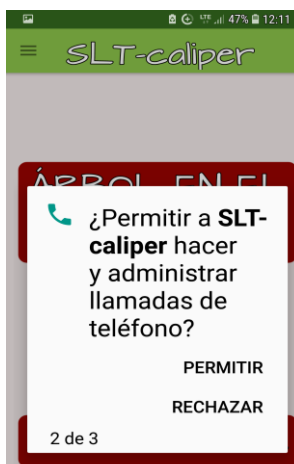 LTE 47% 12:11
SLT-caliper
ÁRBOL EN EL
¿Permitir a SLT-
caliper hacer
y administrar
llamadas de
teléfono?
PERMITIR
RECHAZAR
2 de 3